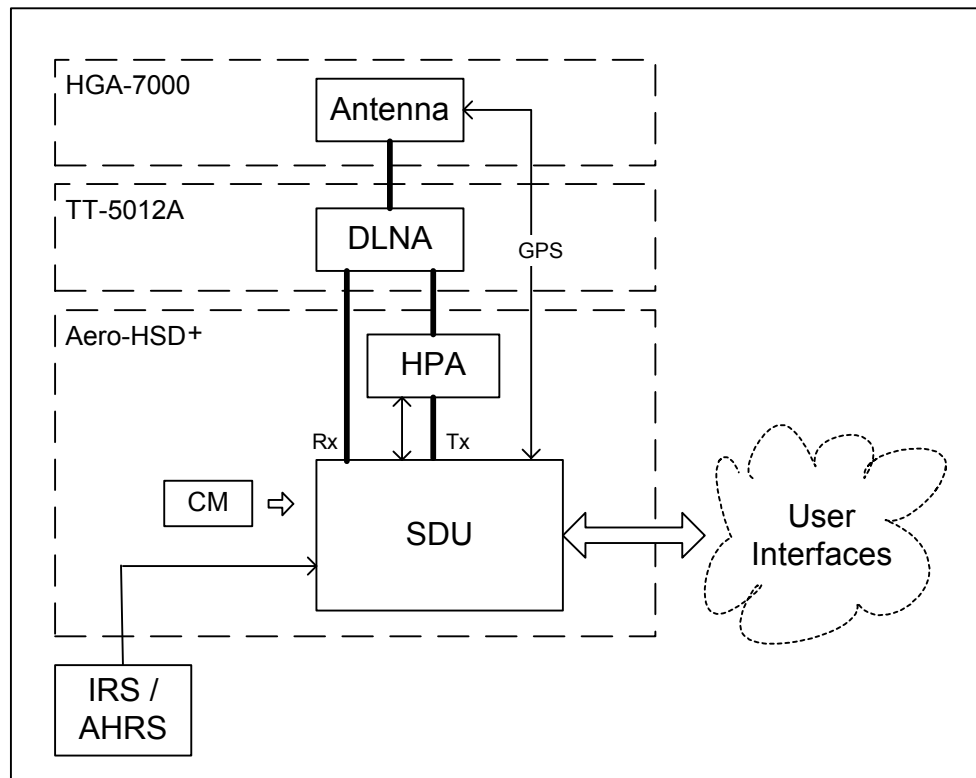 HGA-7000
Antenna
TT-5012A
DLNA
GPS
Aero-HSD+
HPA
Rx
Tx
CM
SDU
User
Interfaces
IRS /
AHRS